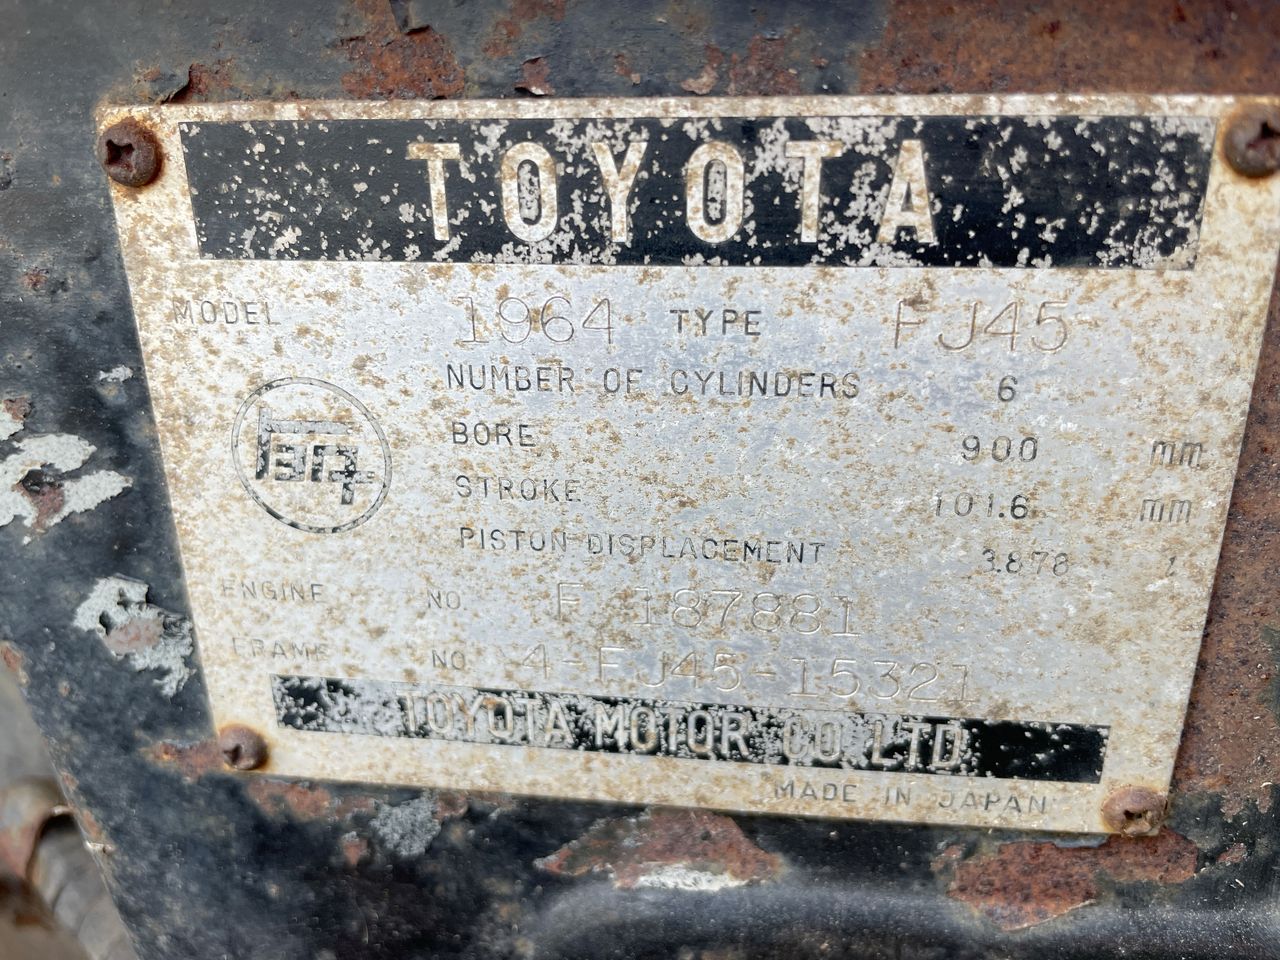 TOYOTA
MODEL 1964 TYPE FJ45
NUMBER OF CYLINDERS 6
BORE 900 mm
STROKE 101.6 mm
PISTON DISPLACEMENT 3.878 l
ENGINE NO. F 187881
FRAME NO. 4-FJ45-15321
TOYOTA MOTOR CO. LTD.
MADE IN JAPAN